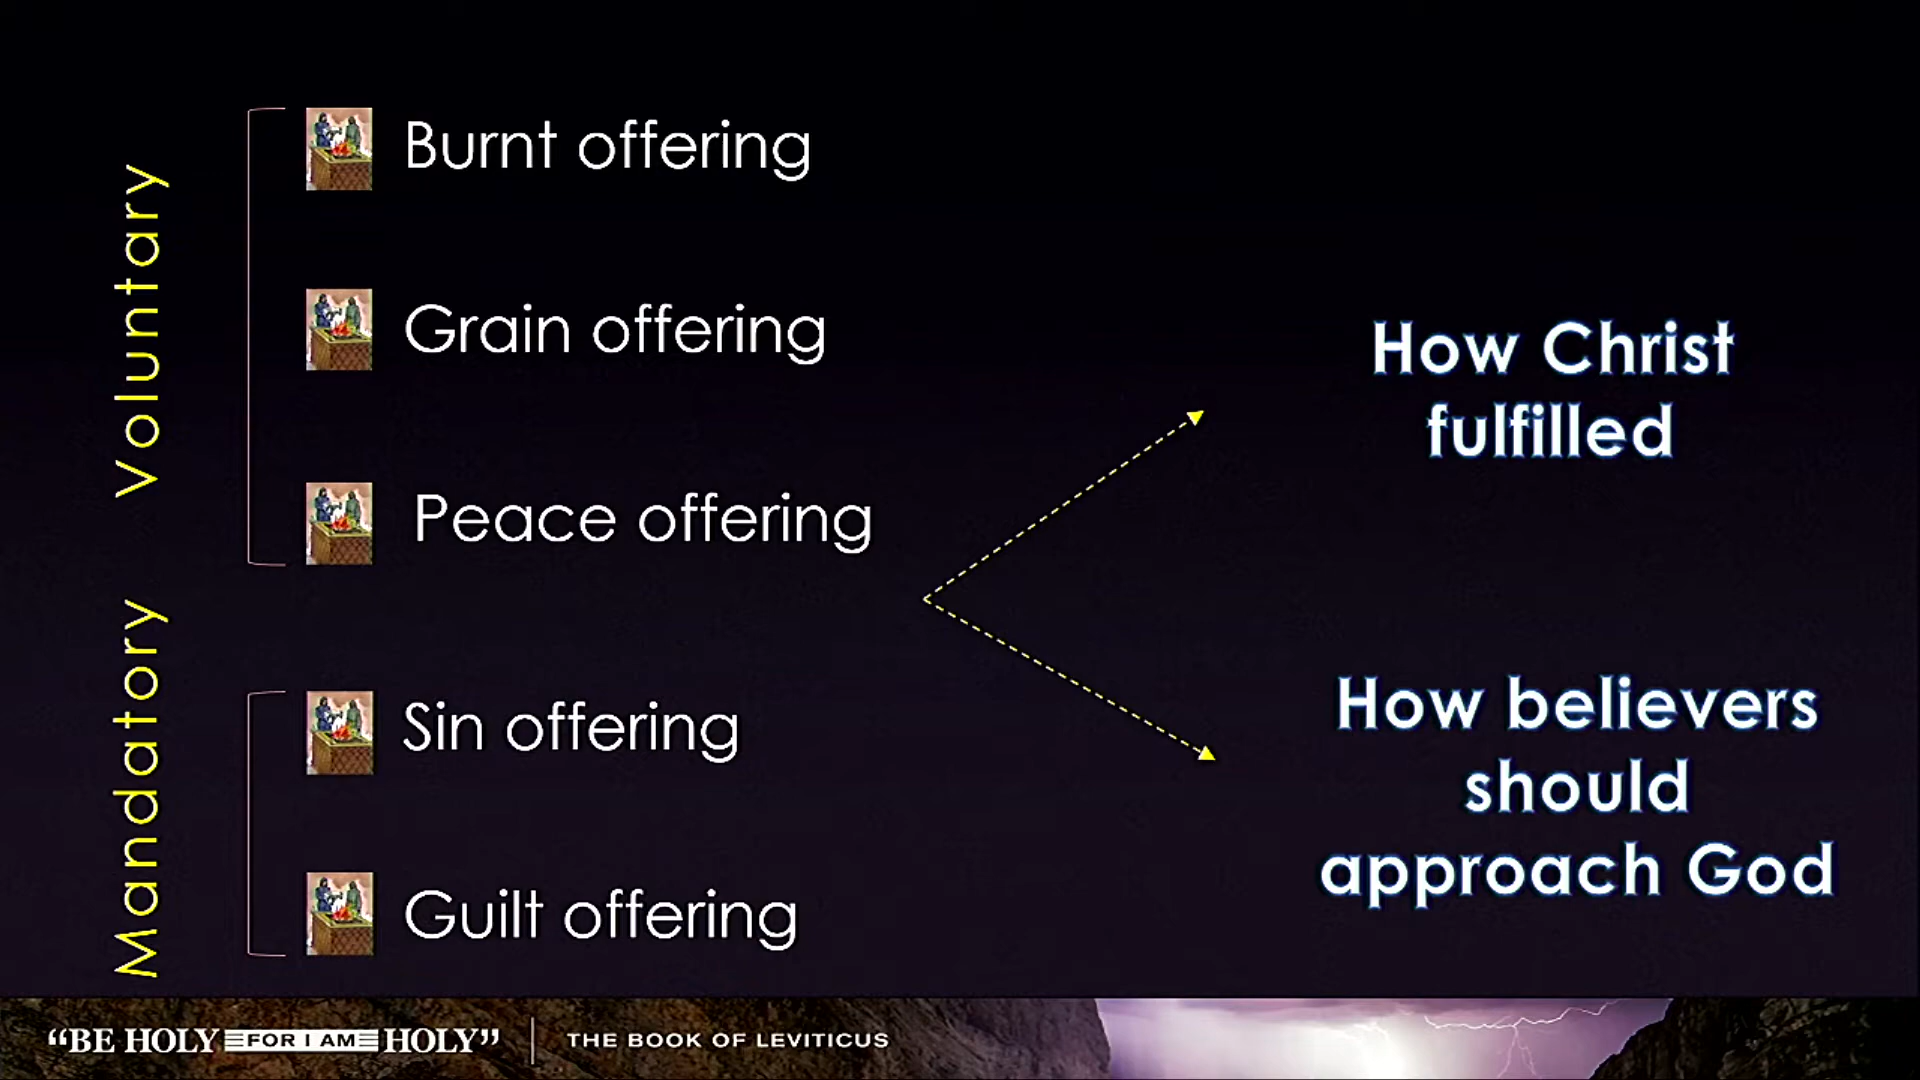 Voluntary
Burnt offering
Grain offering
Peace offering
Mandatory
Sin offering
Guilt offering
How Christ
fulfilled
How believers
should
approach God
“BE HOLY FOR I AM HOLY” THE BOOK OF LEVITICUS